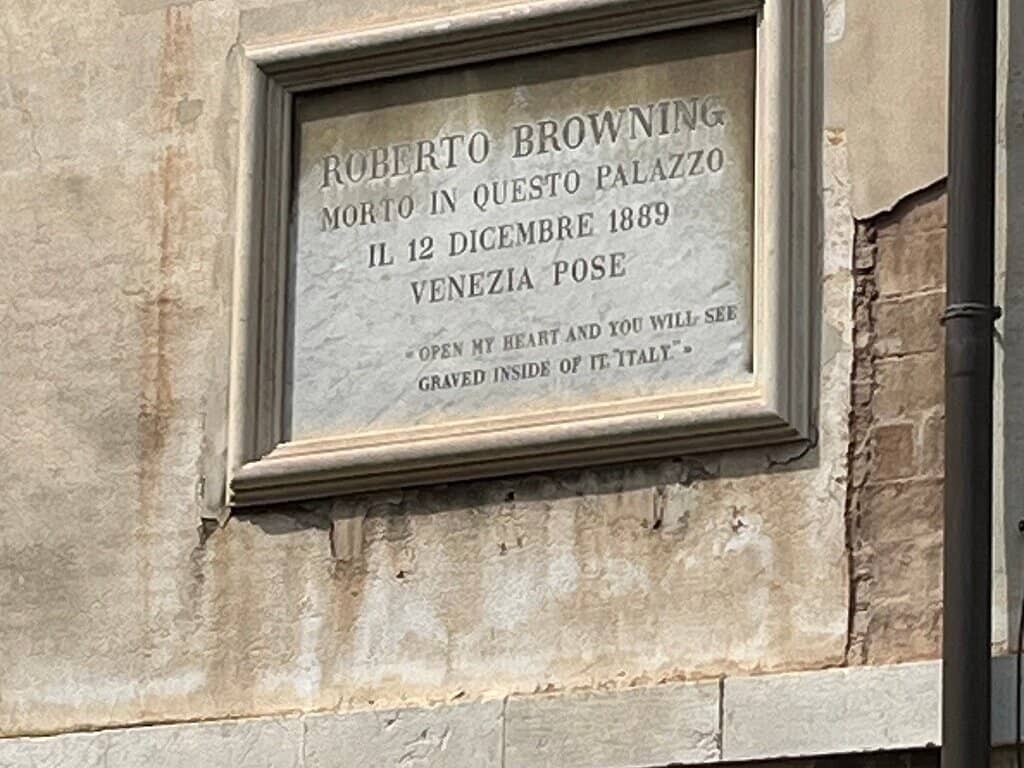 ROBERTO BROWNING
MORTO IN QUESTO PALAZZO
IL 12 DICEMBRE 1889
VENEZIA POSE
"OPEN MY HEART AND YOU WILL SEE
GRAVED INSIDE OF IT, "ITALY.""